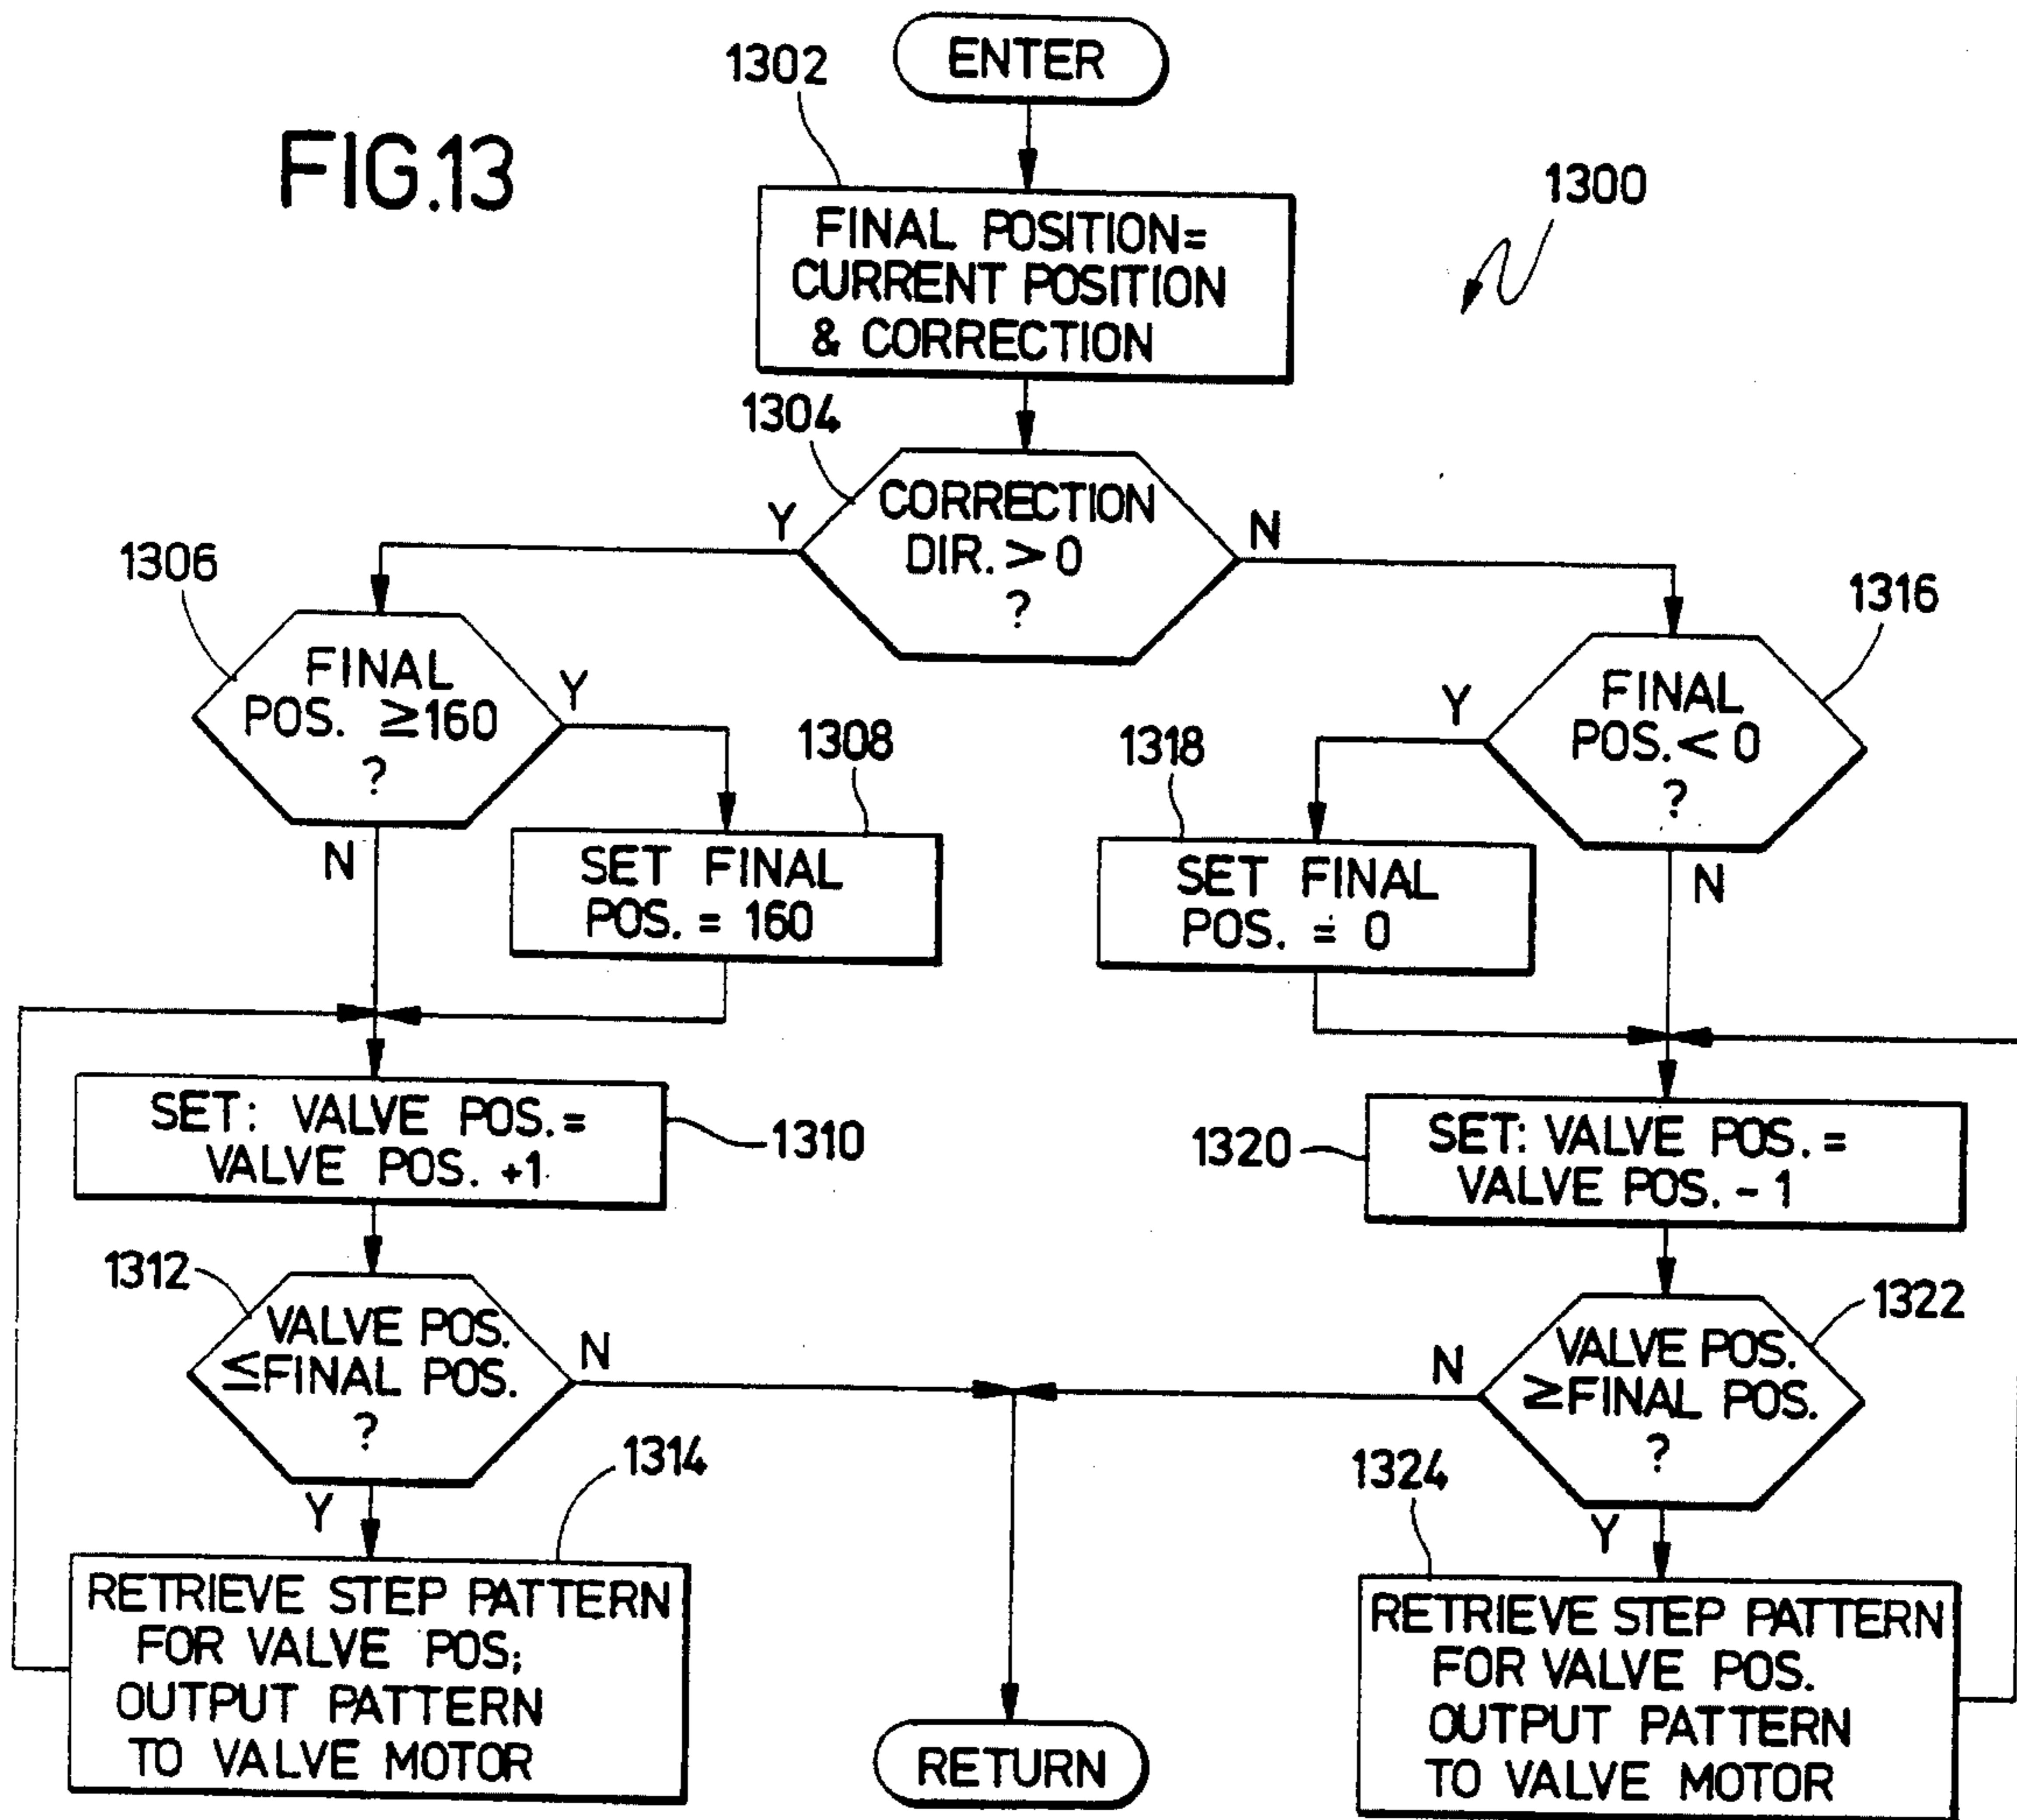 FIG.13
ENTER
1302
1300
FINAL POSITION=
CURRENT POSITION
& CORRECTION
1304
CORRECTION
DIR. > 0
?
Y
N
1306
FINAL
POS. ≥160
?
Y
N
1316
FINAL
POS. < 0
?
Y
N
1308
SET FINAL
POS. = 160
1318
SET FINAL
POS. = 0
SET: VALVE POS.=
VALVE POS. +1
1310
1320
SET: VALVE POS. =
VALVE POS. - 1
1312
VALVE POS.
≤FINAL POS.
?
N
Y
1322
VALVE POS.
≥FINAL POS.
?
N
Y
1314
RETRIEVE STEP PATTERN
FOR VALVE POS;
OUTPUT PATTERN
TO VALVE MOTOR
RETURN
1324
RETRIEVE STEP PATTERN
FOR VALVE POS.
OUTPUT PATTERN
TO VALVE MOTOR